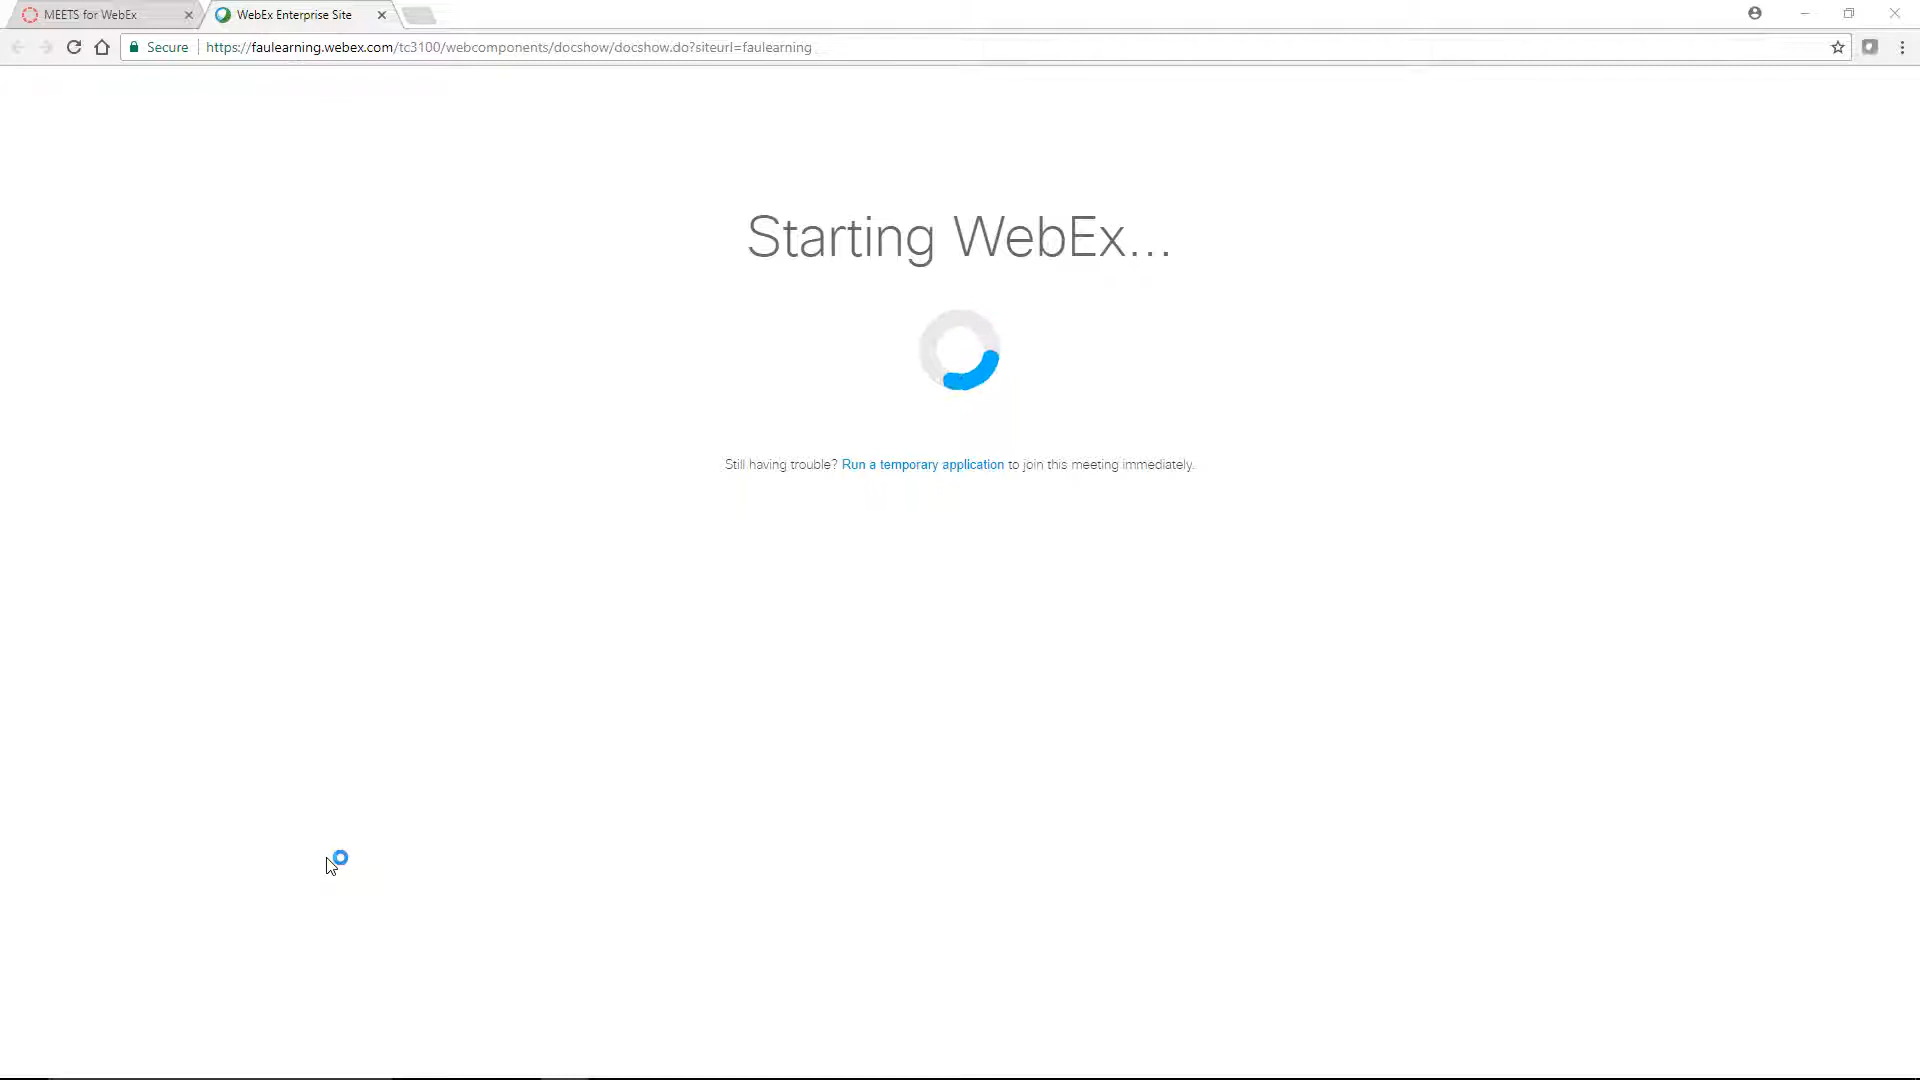 MEETS for WebEx
WebEx Enterprise Site
Secure
https://faulearning.webex.com/tc3100/webcomponents/docshow/docshow.do?siteurl=faulearning
Starting WebEx...
Still having trouble? Run a temporary application to join this meeting immediately.